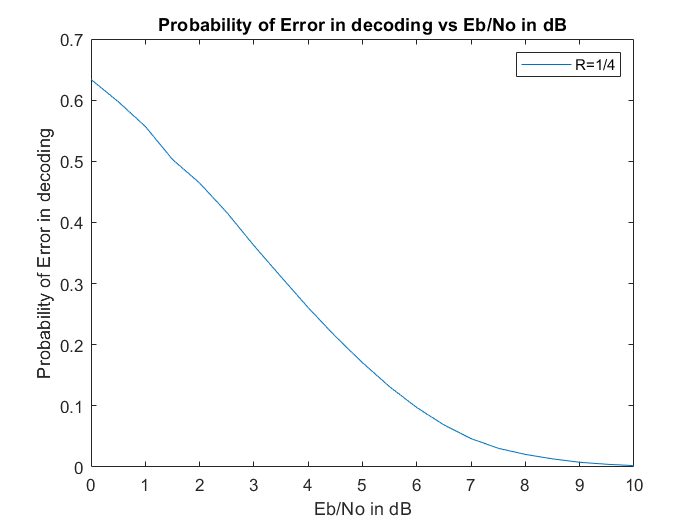 Probability of Error in decoding vs Eb/No in dB
R=1/4
Probability of Error in decoding
0.7
0.6
0.5
0.4
0.3
0.2
0.1
0
0 1 2 3 4 5 6 7 8 9 10
Eb/No in dB